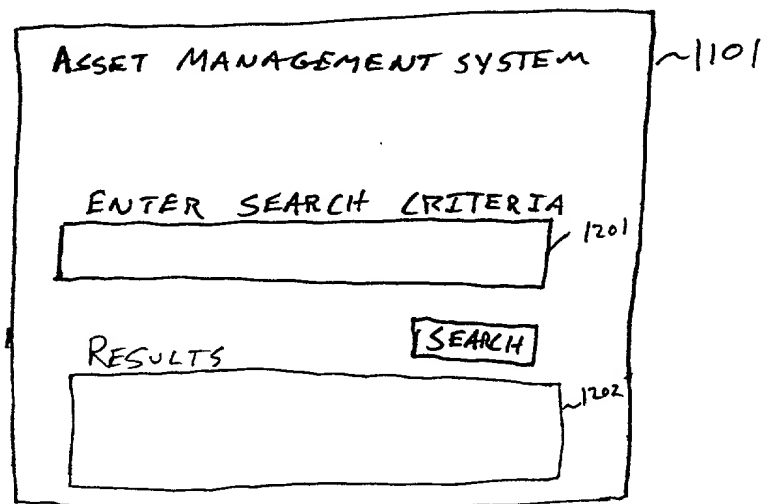 ASSET MANAGEMENT SYSTEM
1101
ENTER SEARCH CRITERIA
1201
SEARCH
RESULTS
1202